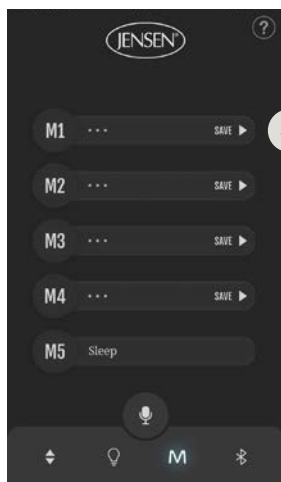 JENSEN®
?
M1 ... SAVE ▶
M2 ... SAVE ▶
M3 ... SAVE ▶
M4 ... SAVE ▶
M5 Sleep
M